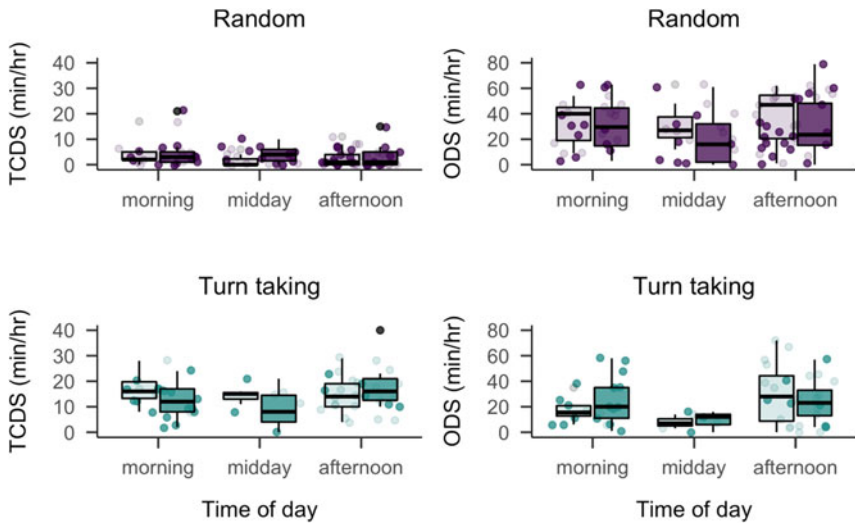 Random
TCDS (min/hr)
40
30
20
10
0
morning midday afternoon
Random
ODS (min/hr)
80
60
40
20
0
morning midday afternoon
Turn taking
TCDS (min/hr)
40
30
20
10
0
morning midday afternoon
Time of day
Turn taking
ODS (min/hr)
80
60
40
20
0
morning midday afternoon
Time of day